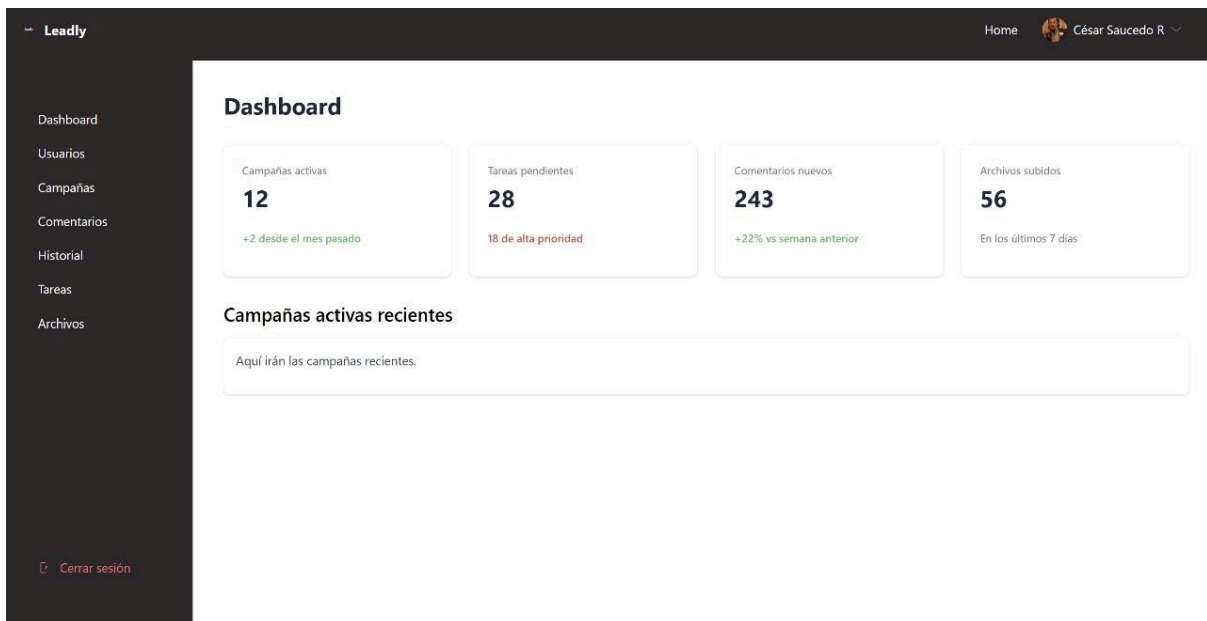 Leadly
Home
César Saucedo R
Dashboard
Usuarios
Campañas
Comentarios
Historial
Tareas
Archivos
Cerrar sesión
Dashboard
Campañas activas
12
+2 desde el mes pasado
Tareas pendientes
28
18 de alta prioridad
Comentarios nuevos
243
+22% vs semana anterior
Archivos subidos
56
En los últimos 7 días
Campañas activas recientes
Aquí irán las campañas recientes.